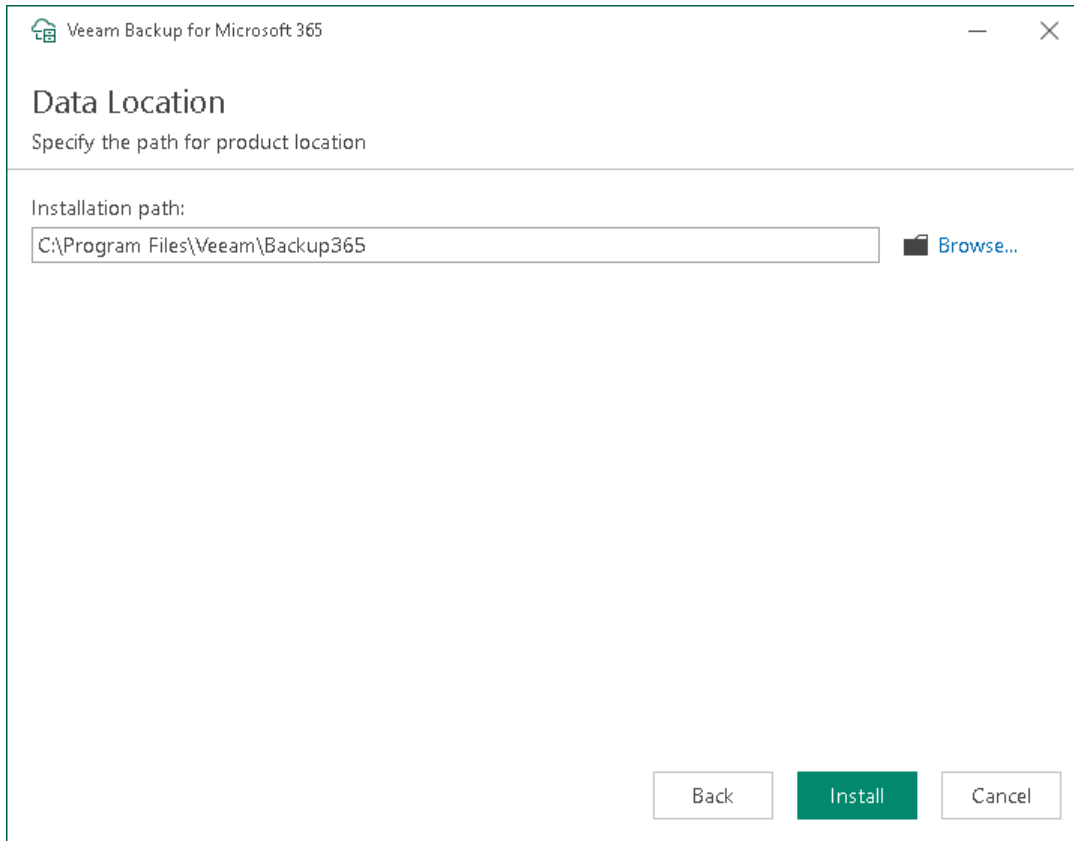 Veeam Backup for Microsoft 365
Data Location
Specify the path for product location
Installation path:
C:\Program Files\Veeam\Backup365
Browse...
Back
Install
Cancel